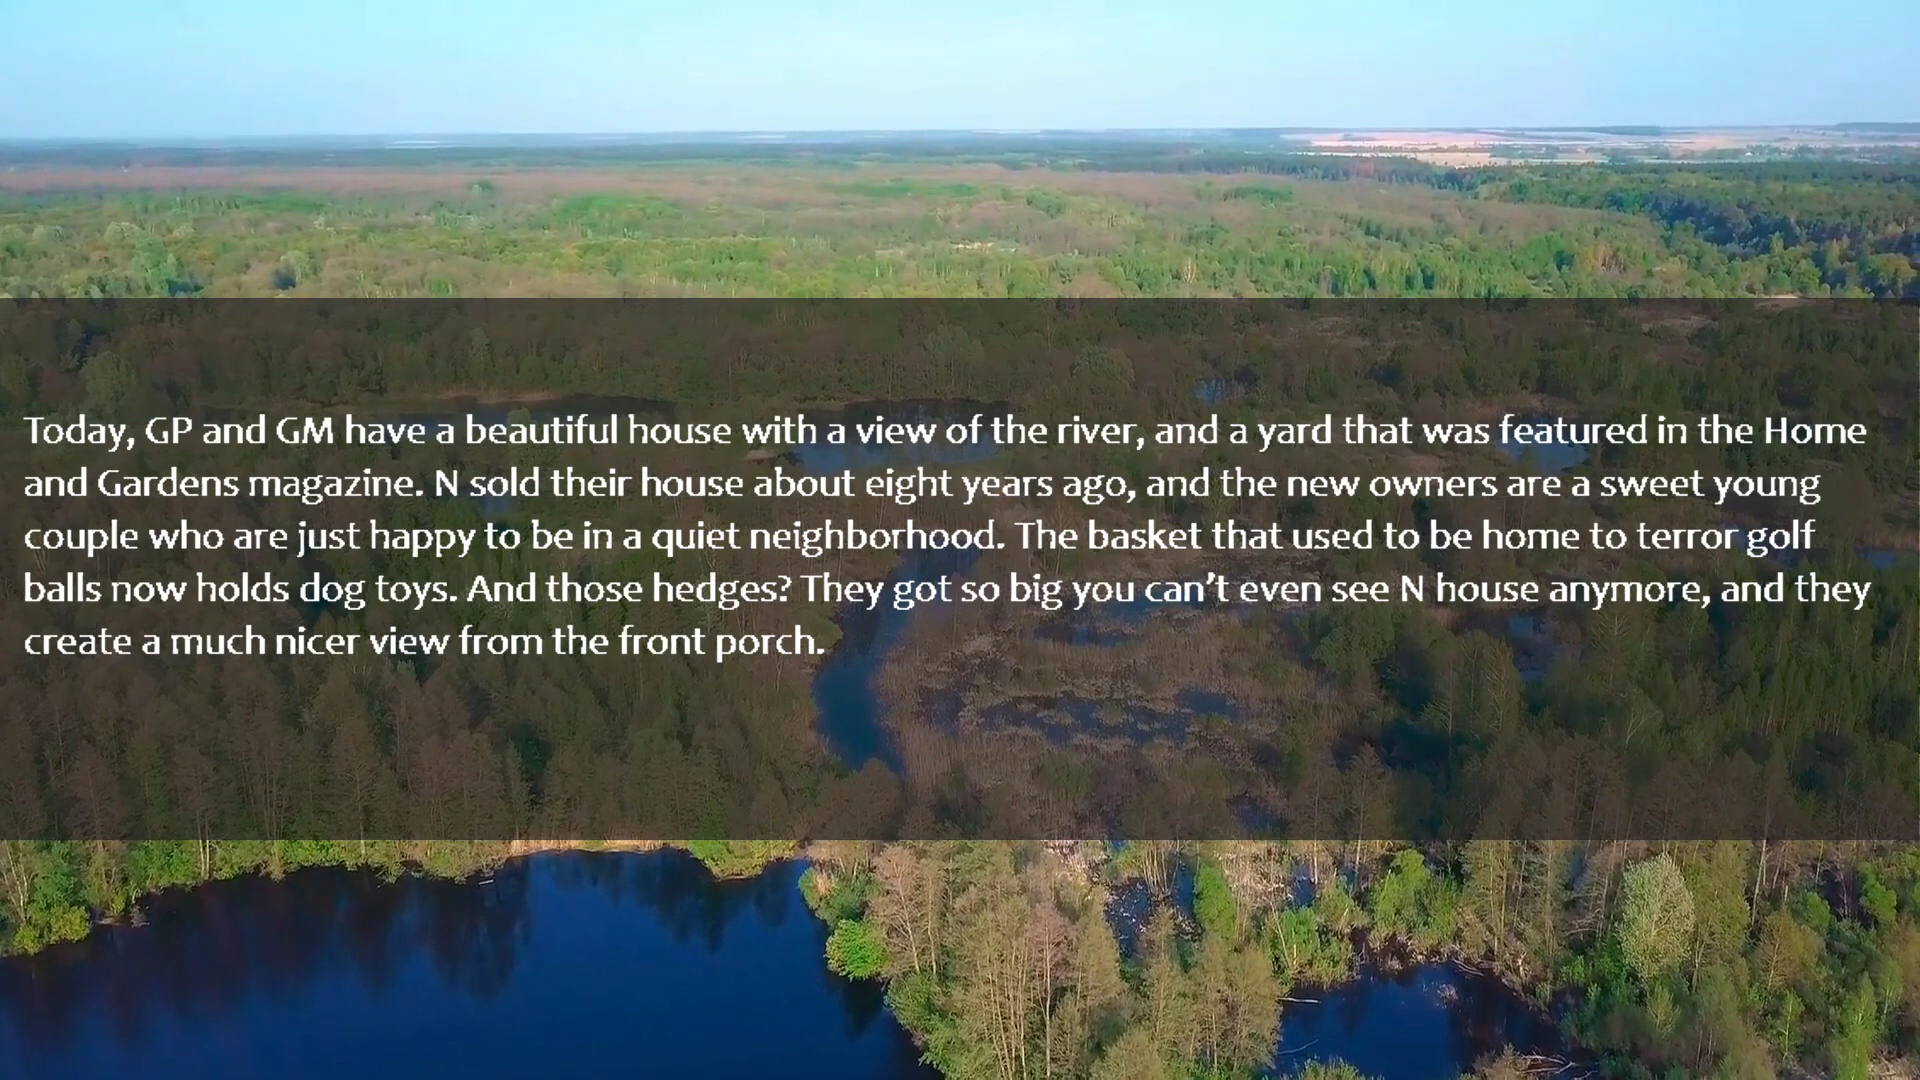 Today, GP and GM have a beautiful house with a view of the river, and a yard that was featured in the Home
and Gardens magazine. N sold their house about eight years ago, and the new owners are a sweet young
couple who are just happy to be in a quiet neighborhood. The basket that used to be home to terror golf
balls now holds dog toys. And those hedges? They got so big you can’t even see N house anymore, and they
create a much nicer view from the front porch.